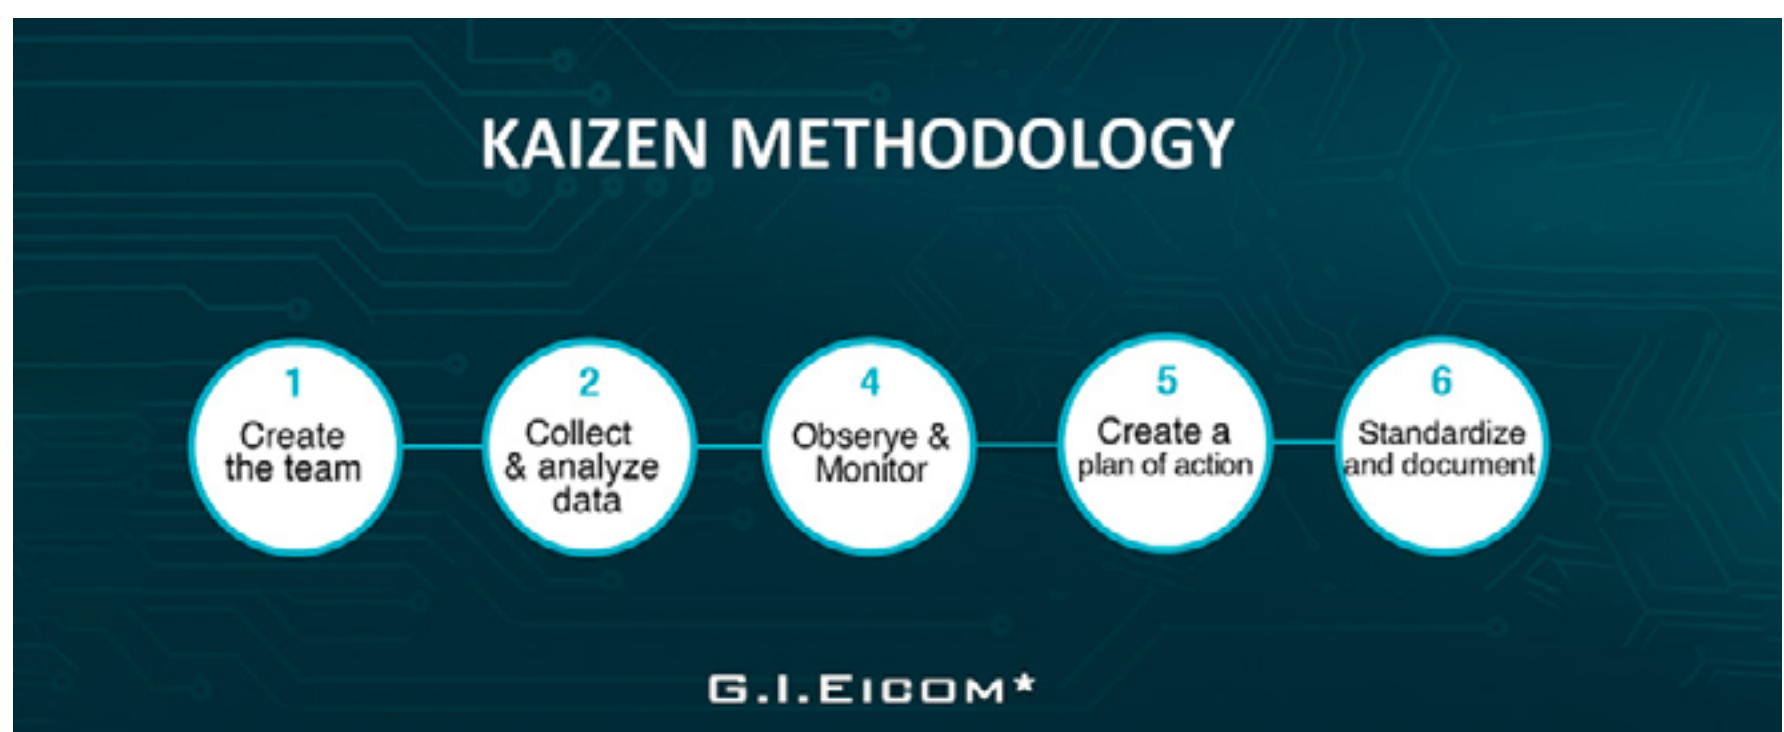 KAIZEN METHODOLOGY
1
Create
the team
2
Collect
& analyze
data
4
Obserye &
Monitor
5
Create a
plan of action
6
Standardize
and document
G.I.EICOM*